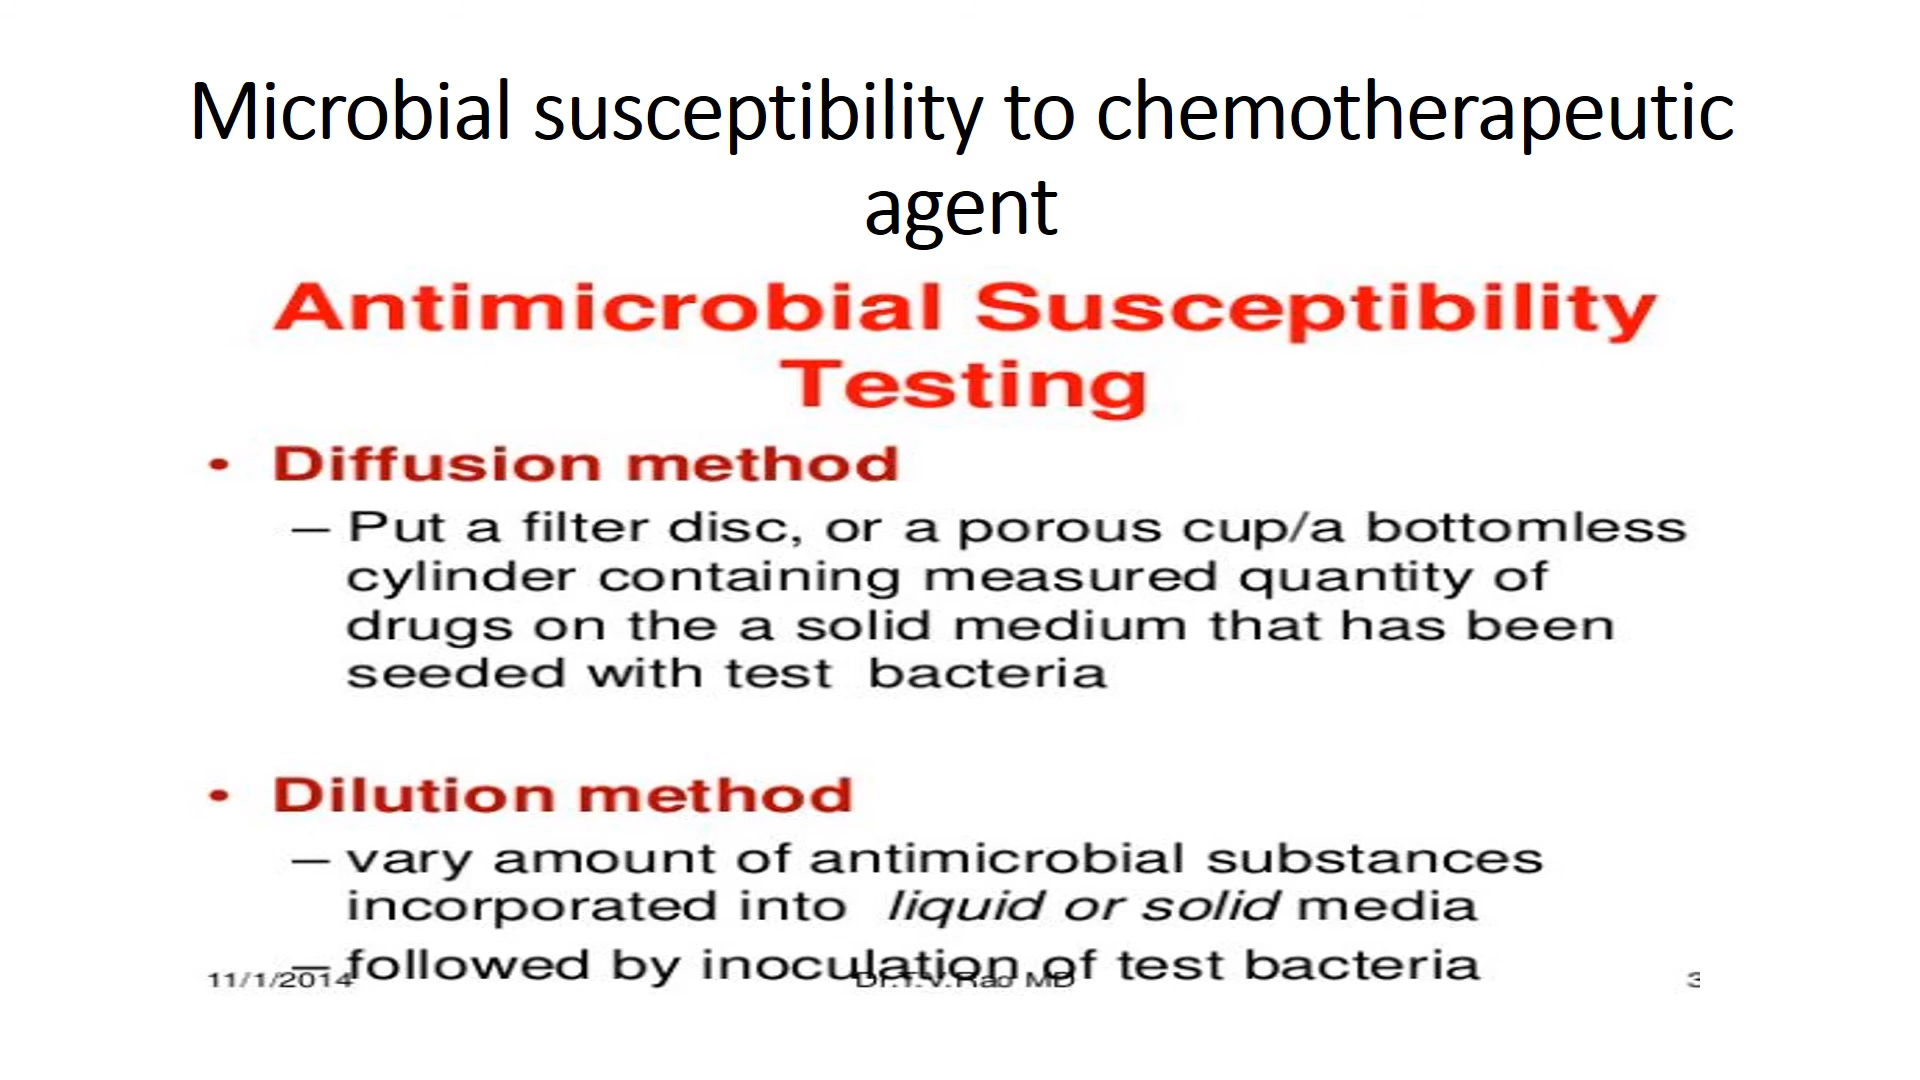 Microbial susceptibility to chemotherapeutic
agent
Antimicrobial Susceptibility
Testing
• Diffusion method
– Put a filter disc, or a porous cup/a bottomless
cylinder containing measured quantity of
drugs on the a solid medium that has been
seeded with test bacteria
• Dilution method
– vary amount of antimicrobial substances
incorporated into liquid or solid media
– followed by inoculation of test bacteria
11/1/2014 Dr.T.V.Rao MD 3